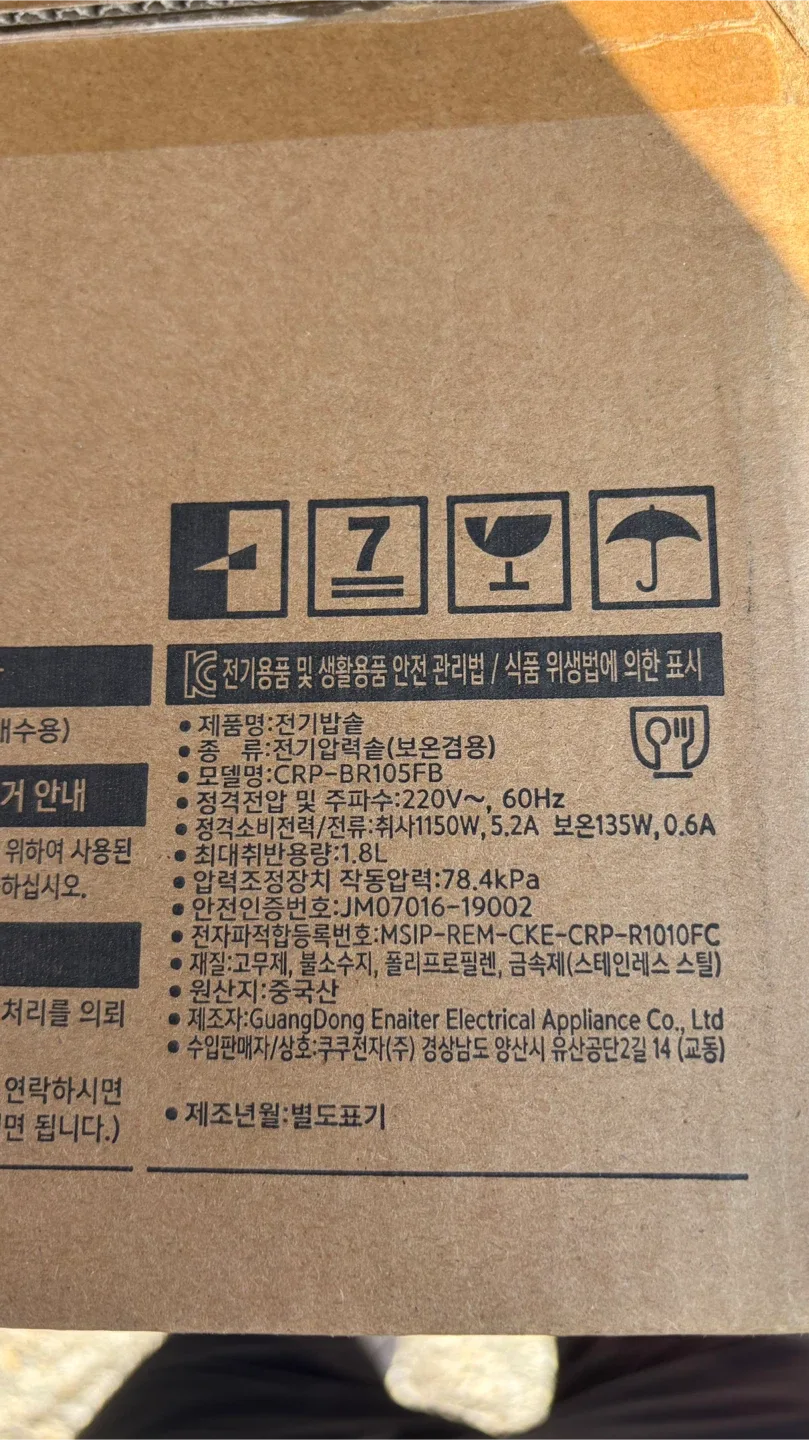 7
전기용품 및 생활용품 안전 관리법 / 식품 위생법에 의한 표시
• 제품명:전기밥솥
• 종 류:전기압력솥(보온겸용)
• 모델명:CRP-BR105FB
• 정격전압 및 주파수:220V~, 60Hz
• 정격소비전력/전류:취사1150W, 5.2A 보온135W, 0.6A
• 최대취반용량:1.8L
• 압력조정장치 작동압력:78.4kPa
• 안전인증번호:JM07016-19002
• 전자파적합등록번호:MSIP-REM-CKE-CRP-R1010FC
• 재질:고무제, 불소수지, 폴리프로필렌, 금속제(스테인레스 스틸)
• 원산지:중국산
• 제조자:GuangDong Enaiter Electrical Appliance Co., Ltd
• 수입판매자/상호:쿠쿠전자(주) 경상남도 양산시 유산공단2길 14 (교동)
• 제조년월:별도표기
내수용)
거 안내
위하여 사용된
하십시오.
처리를 의뢰
연락하시면
면 됩니다.)